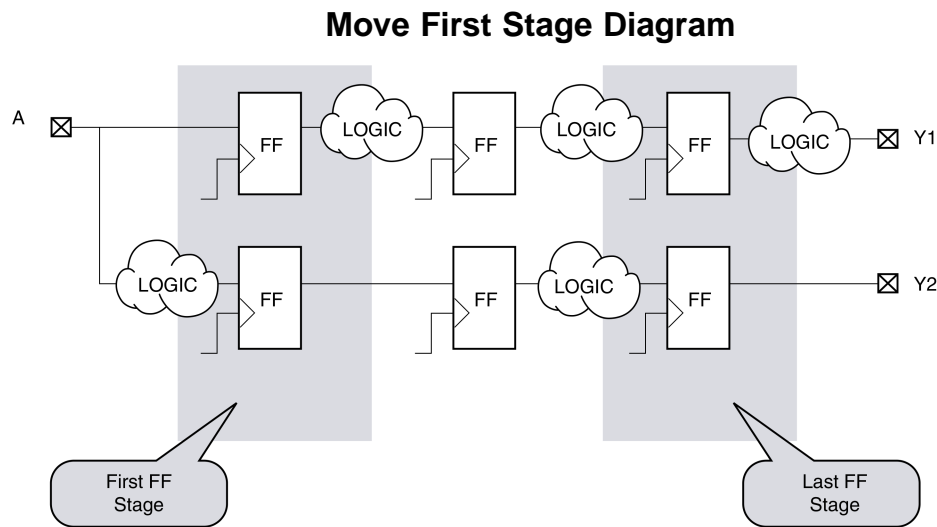 Move First Stage Diagram
A
FF
LOGIC
FF
LOGIC
FF
LOGIC
Y1
LOGIC
FF
FF
LOGIC
FF
Y2
First FF
Stage
Last FF
Stage